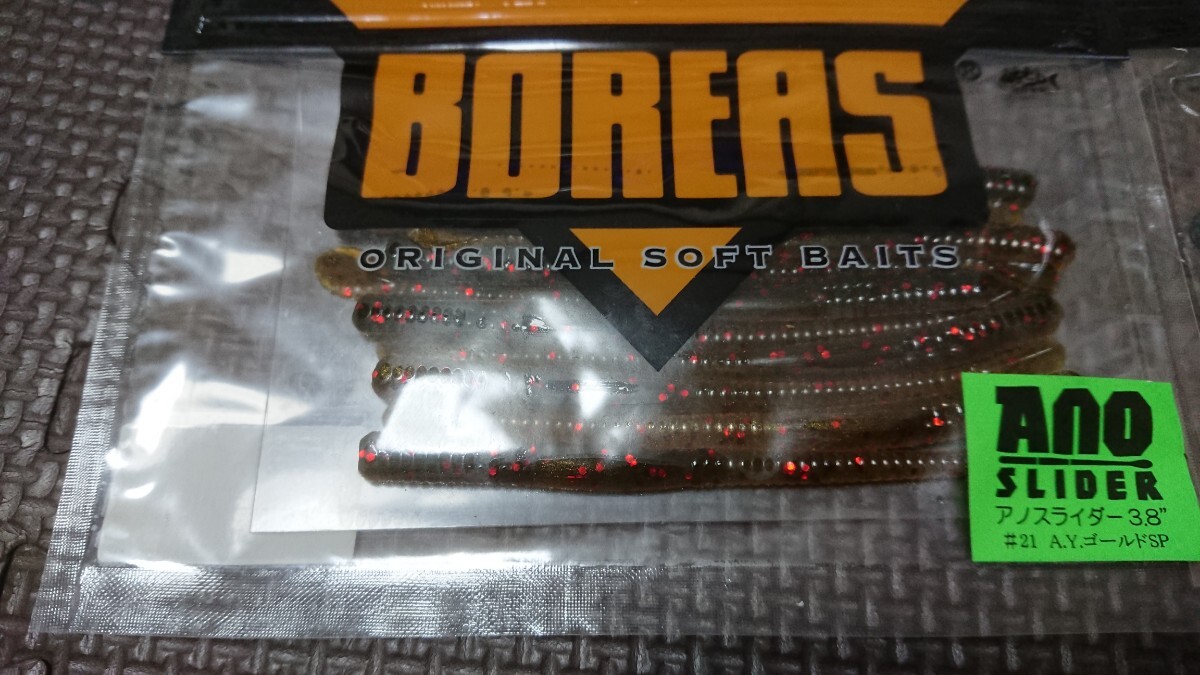 BOREAS
ORIGINAL SOFT BAITS
ANO
SLIDER
アノスライダー 3.8”
#21 A.Y.ゴールドSP